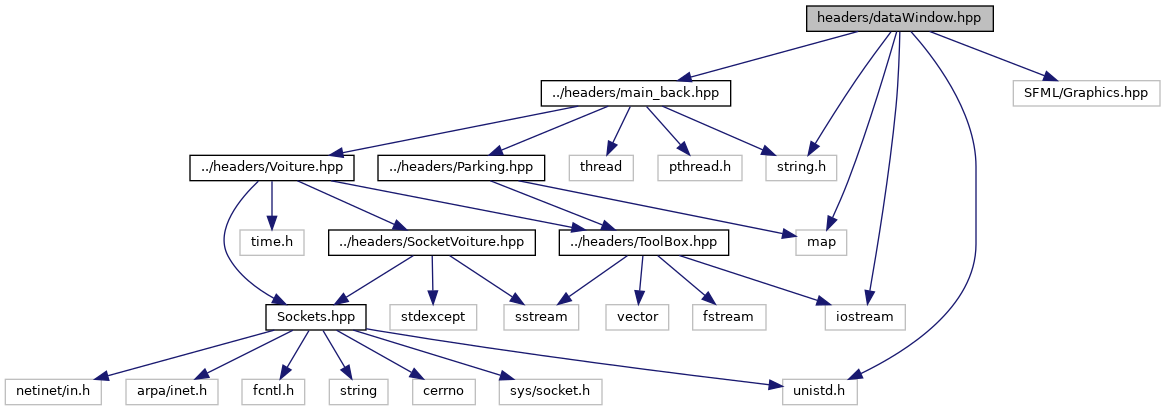 headers/dataWindow.hpp
../headers/main_back.hpp
SFML/Graphics.hpp
../headers/Voiture.hpp
../headers/Parking.hpp
thread
pthread.h
string.h
time.h
../headers/SocketVoiture.hpp
../headers/ToolBox.hpp
map
Sockets.hpp
stdexcept
sstream
vector
fstream
iostream
netinet/in.h
arpa/inet.h
fcntl.h
string
cerrno
sys/socket.h
unistd.h